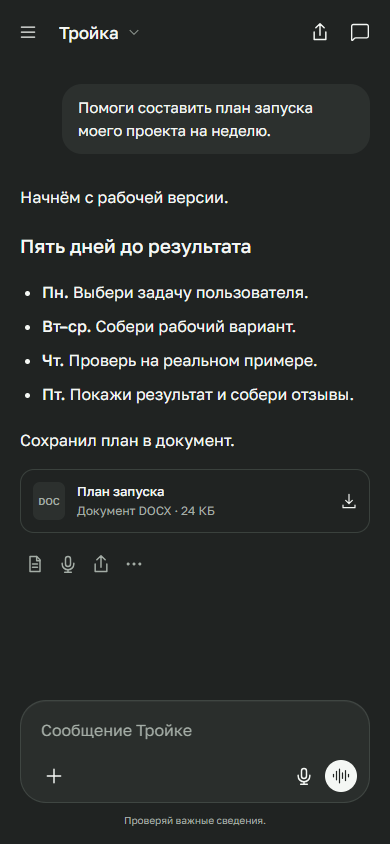 Тройка
Помоги составить план запуска
моего проекта на неделю.
Начнём с рабочей версии.
Пять дней до результата
• Пн. Выбери задачу пользователя.
• Вт–ср. Собери рабочий вариант.
• Чт. Проверь на реальном примере.
• Пт. Покажи результат и собери отзывы.
Сохранил план в документ.
DOC
План запуска
Документ DOCX · 24 КБ
Сообщение Тройке
Проверяй важные сведения.